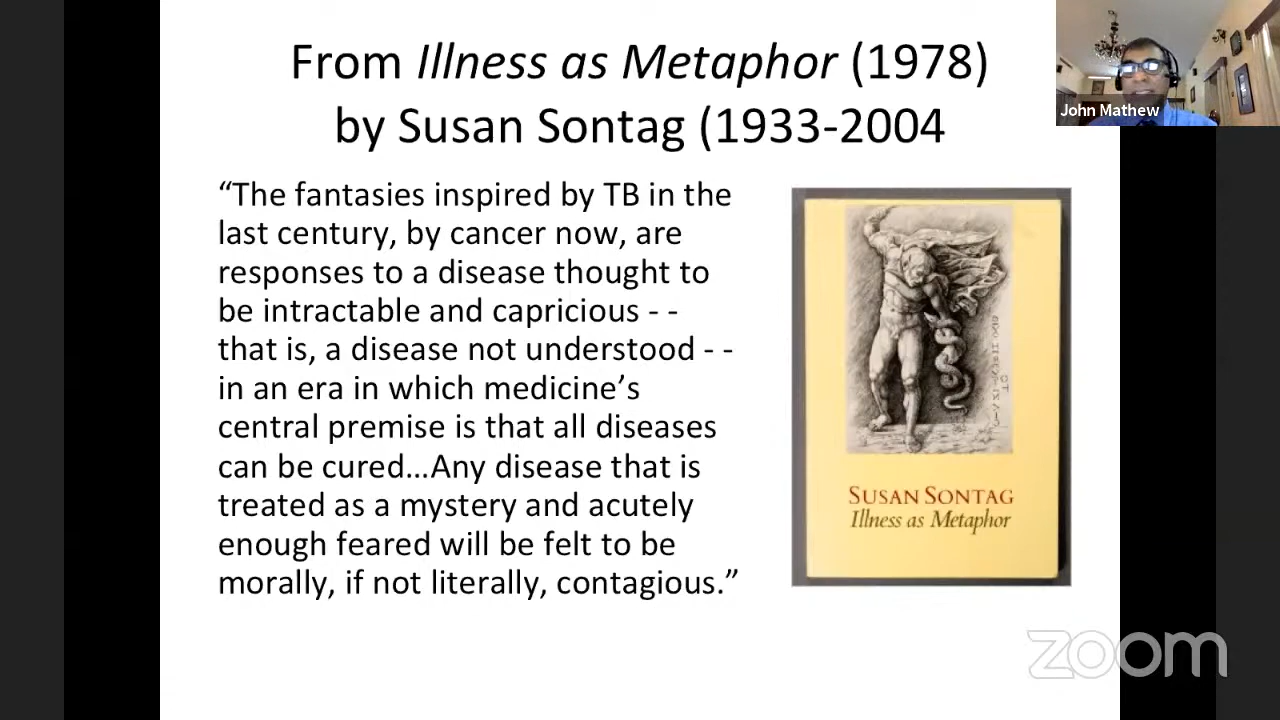 From Illness as Metaphor (1978)
by Susan Sontag (1933-2004
John Mathew
“The fantasies inspired by TB in the
last century, by cancer now, are
responses to a disease thought to
be intractable and capricious - -
that is, a disease not understood - -
in an era in which medicine’s
central premise is that all diseases
can be cured…Any disease that is
treated as a mystery and acutely
enough feared will be felt to be
morally, if not literally, contagious.”
SUSAN SONTAG
Illness as Metaphor
zoom